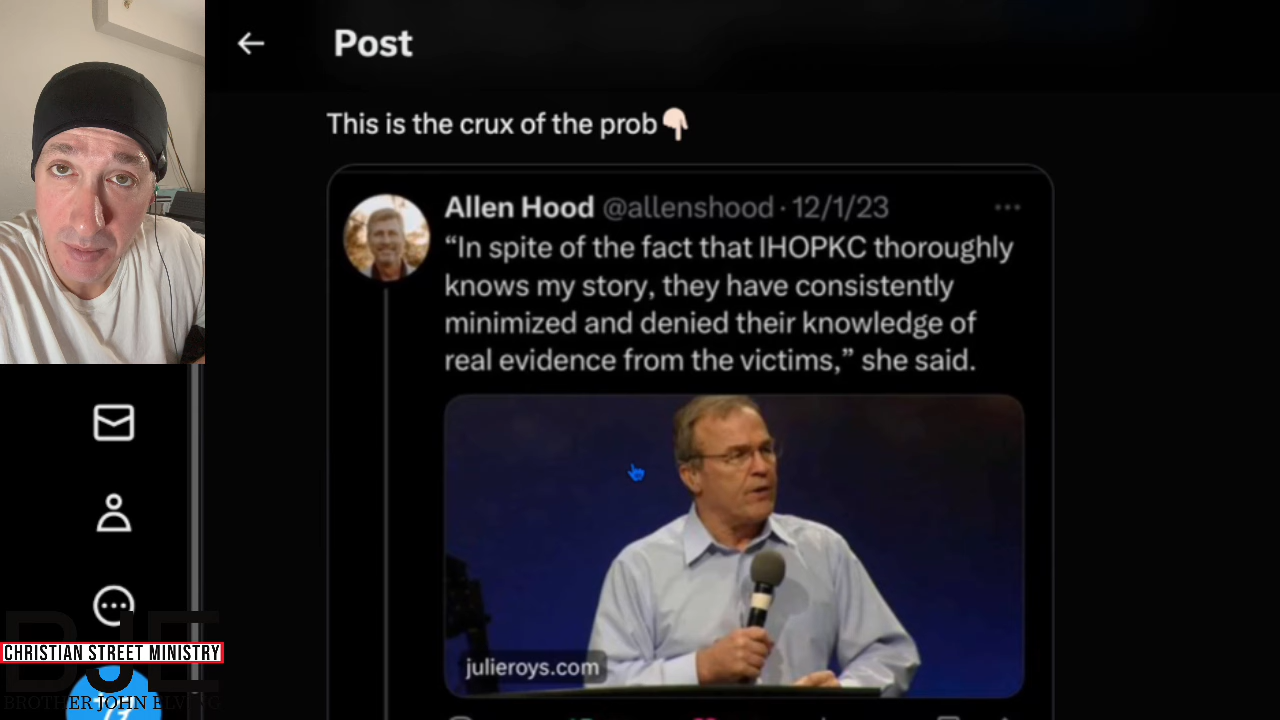 Post
This is the crux of the prob👇🏻
Allen Hood @allenshood · 12/1/23
“In spite of the fact that IHOPKC thoroughly
knows my story, they have consistently
minimized and denied their knowledge of
real evidence from the victims,” she said.
julieroys.com
BJE
CHRISTIAN STREET MINISTRY
BROTHER JOHN ELVING